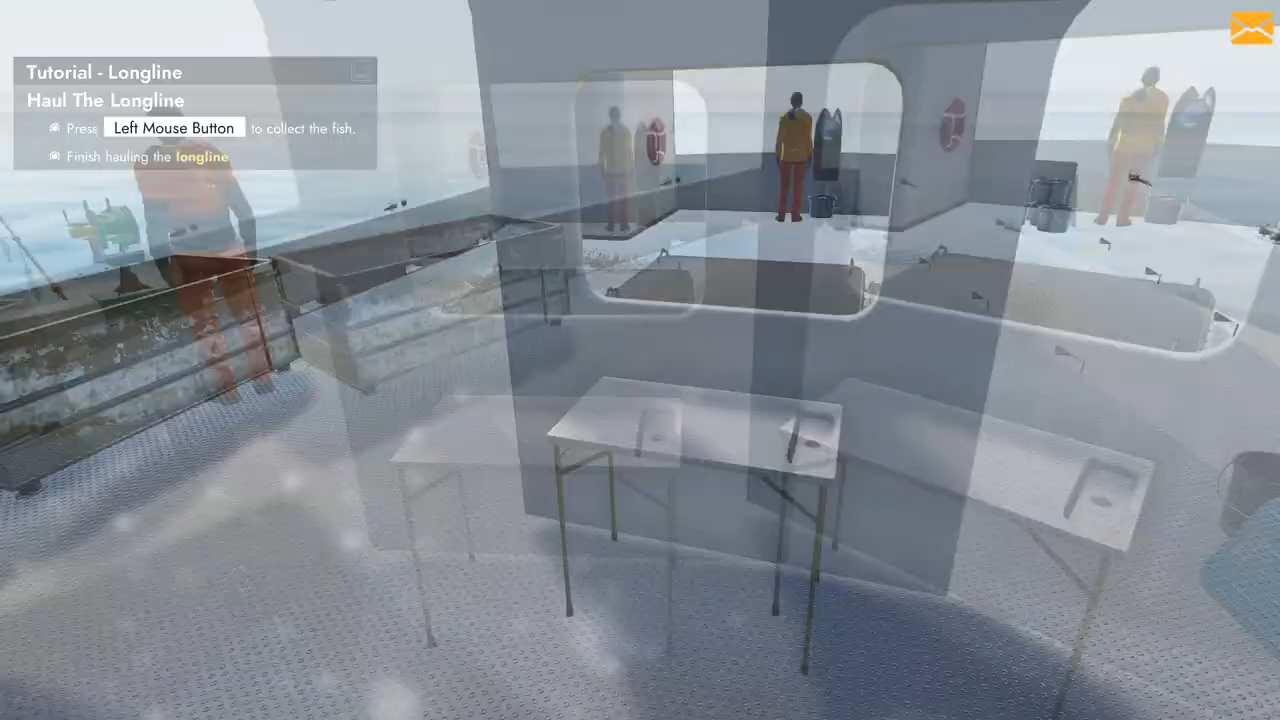 Tutorial - Longline
Haul The Longline
Press Left Mouse Button to collect the fish.
Finish hauling the longline